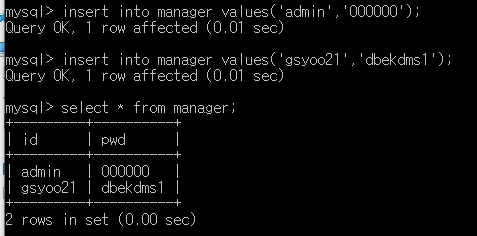 mysql> insert into manager values('admin','000000');
Query OK, 1 row affected (0.01 sec)
mysql> insert into manager values('gsyoo21','dbekdms1');
Query OK, 1 row affected (0.01 sec)
mysql> select * from manager;
+---------+----------+
| id      | pwd      |
+---------+----------+
| admin   | 000000   |
| gsyoo21 | dbekdms1 |
+---------+----------+
2 rows in set (0.00 sec)